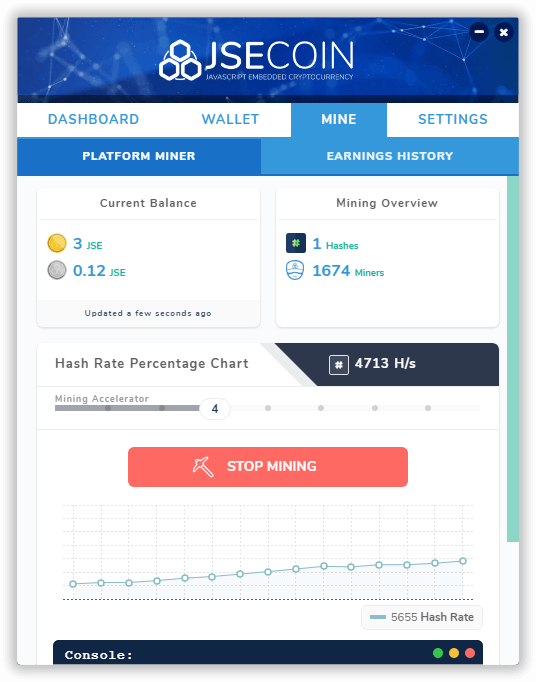 JSECOIN
JAVASCRIPT EMBEDDED CRYPTOCURRENCY
DASHBOARD WALLET MINE SETTINGS
PLATFORM MINER EARNINGS HISTORY
Current Balance
3 JSE
0.12 JSE
Updated a few seconds ago
Mining Overview
1 Hashes
1674 Miners
Hash Rate Percentage Chart
# 4713 H/s
Mining Accelerator
4
STOP MINING
5655 Hash Rate
Console: